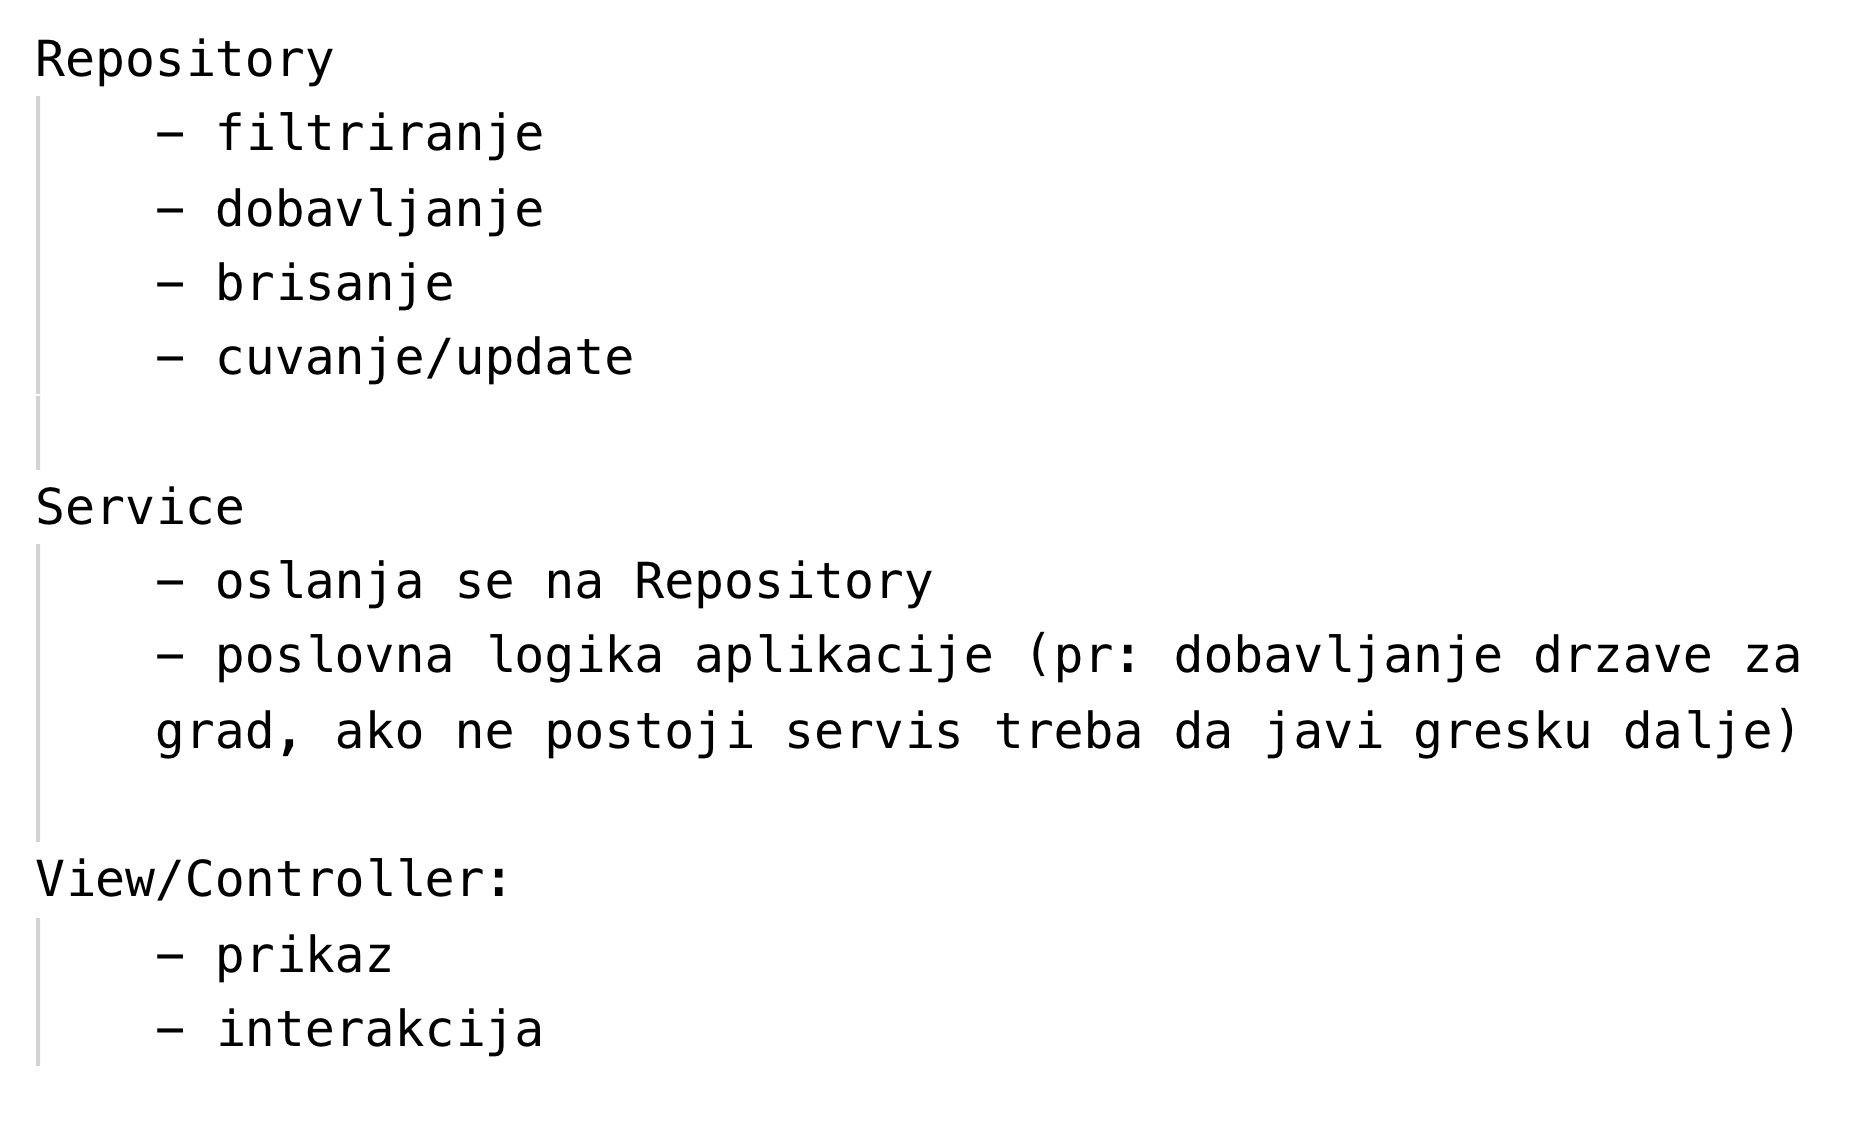 Repository
– filtriranje
– dobavljanje
– brisanje
– cuvanje/update
Service
– oslanja se na Repository
– poslovna logika aplikacije (pr: dobavljanje drzave za
grad, ako ne postoji servis treba da javi gresku dalje)
View/Controller:
– prikaz
– interakcija